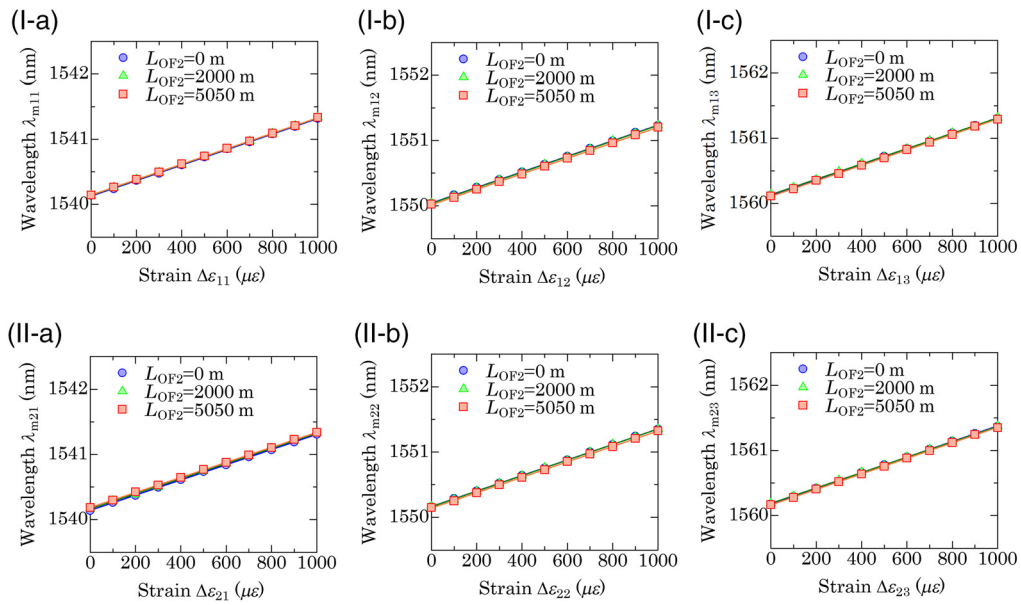 (I-a)
Wavelength λm11 (nm)
1542
1541
1540
LOF2=0 m
LOF2=2000 m
LOF2=5050 m
0 200 400 600 800 1000
Strain Δε11 (με)
(I-b)
Wavelength λm12 (nm)
1552
1551
1550
LOF2=0 m
LOF2=2000 m
LOF2=5050 m
0 200 400 600 800 1000
Strain Δε12 (με)
(I-c)
Wavelength λm13 (nm)
1562
1561
1560
LOF2=0 m
LOF2=2000 m
LOF2=5050 m
0 200 400 600 800 1000
Strain Δε13 (με)
(II-a)
Wavelength λm21 (nm)
1542
1541
1540
LOF2=0 m
LOF2=2000 m
LOF2=5050 m
0 200 400 600 800 1000
Strain Δε21 (με)
(II-b)
Wavelength λm22 (nm)
1552
1551
1550
LOF2=0 m
LOF2=2000 m
LOF2=5050 m
0 200 400 600 800 1000
Strain Δε22 (με)
(II-c)
Wavelength λm23 (nm)
1562
1561
1560
LOF2=0 m
LOF2=2000 m
LOF2=5050 m
0 200 400 600 800 1000
Strain Δε23 (με)